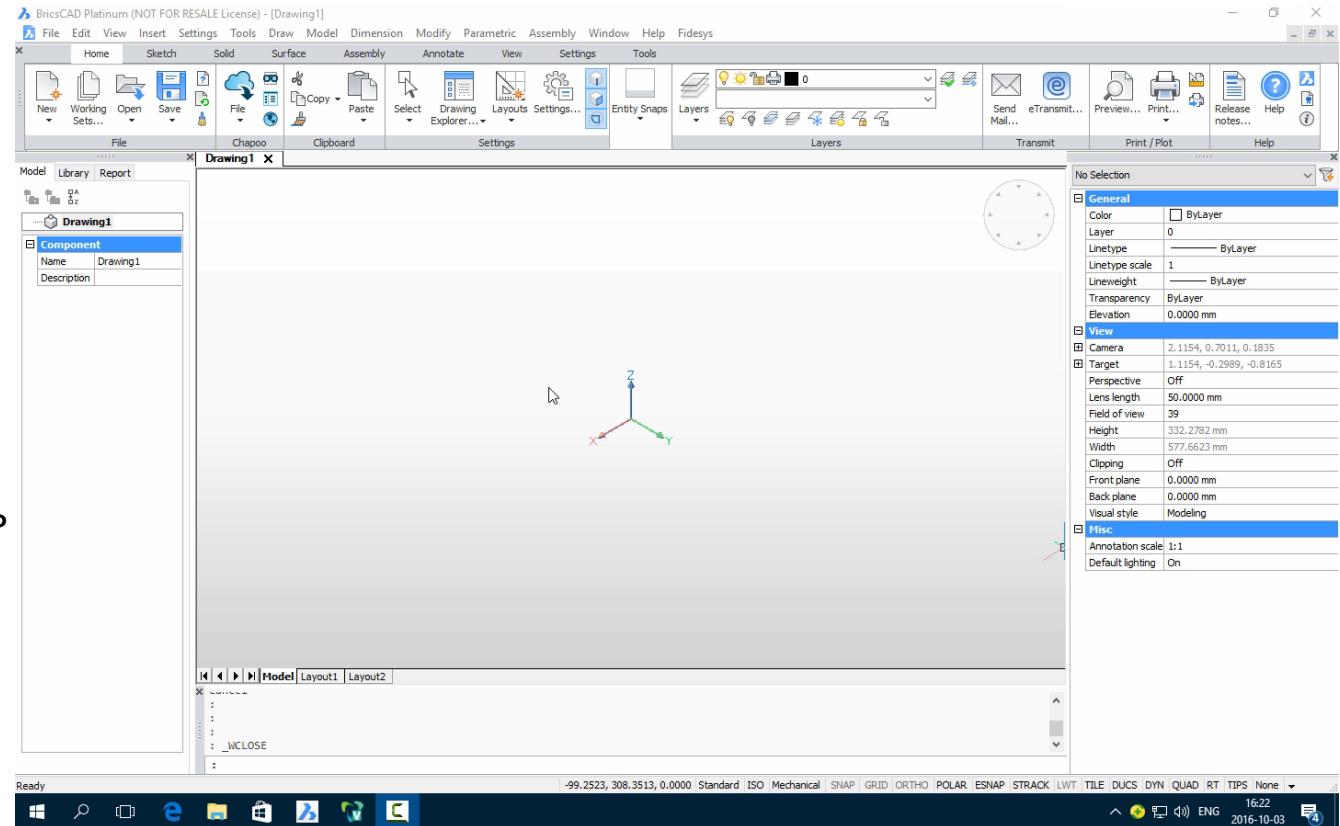 BricsCAD Platinum (NOT FOR RESALE License) - [Drawing1]
File Edit View Insert Settings Tools Draw Model Dimension Modify Parametric Assembly Window Help Fidesys
Home Sketch Solid Surface Assembly Annotate View Settings Tools
New Working Sets... Open Save File Copy Paste Select Drawing Explorer... Layouts Settings... Entity Snaps Layers 0 Send Mail... eTransmit... Preview... Print... Release notes... Help
File Chapoo Clipboard Settings Layers Transmit Print / Plot Help
Drawing1
Model Library Report
Drawing1
Component
Name Drawing1
Description
Z
X Y
Model Layout1 Layout2
:
:
:
: _WCLOSE
:
No Selection
General
Color ByLayer
Layer 0
Linetype ByLayer
Linetype scale 1
Lineweight ByLayer
Transparency ByLayer
Elevation 0.0000 mm
View
Camera 2.1154, 0.7011, 0.1835
Target 1.1154, -0.2989, -0.8165
Perspective Off
Lens length 50.0000 mm
Field of view 39
Height 332.2782 mm
Width 577.6623 mm
Clipping Off
Front plane 0.0000 mm
Back plane 0.0000 mm
Visual style Modeling
Misc
Annotation scale 1:1
Default lighting On
Ready -99.2523, 308.3513, 0.0000 Standard ISO Mechanical SNAP GRID ORTHO POLAR ESNAP STRACK LWT TILE DUCS DYN QUAD RT TIPS None
ENG 16:22
2016-10-03 4